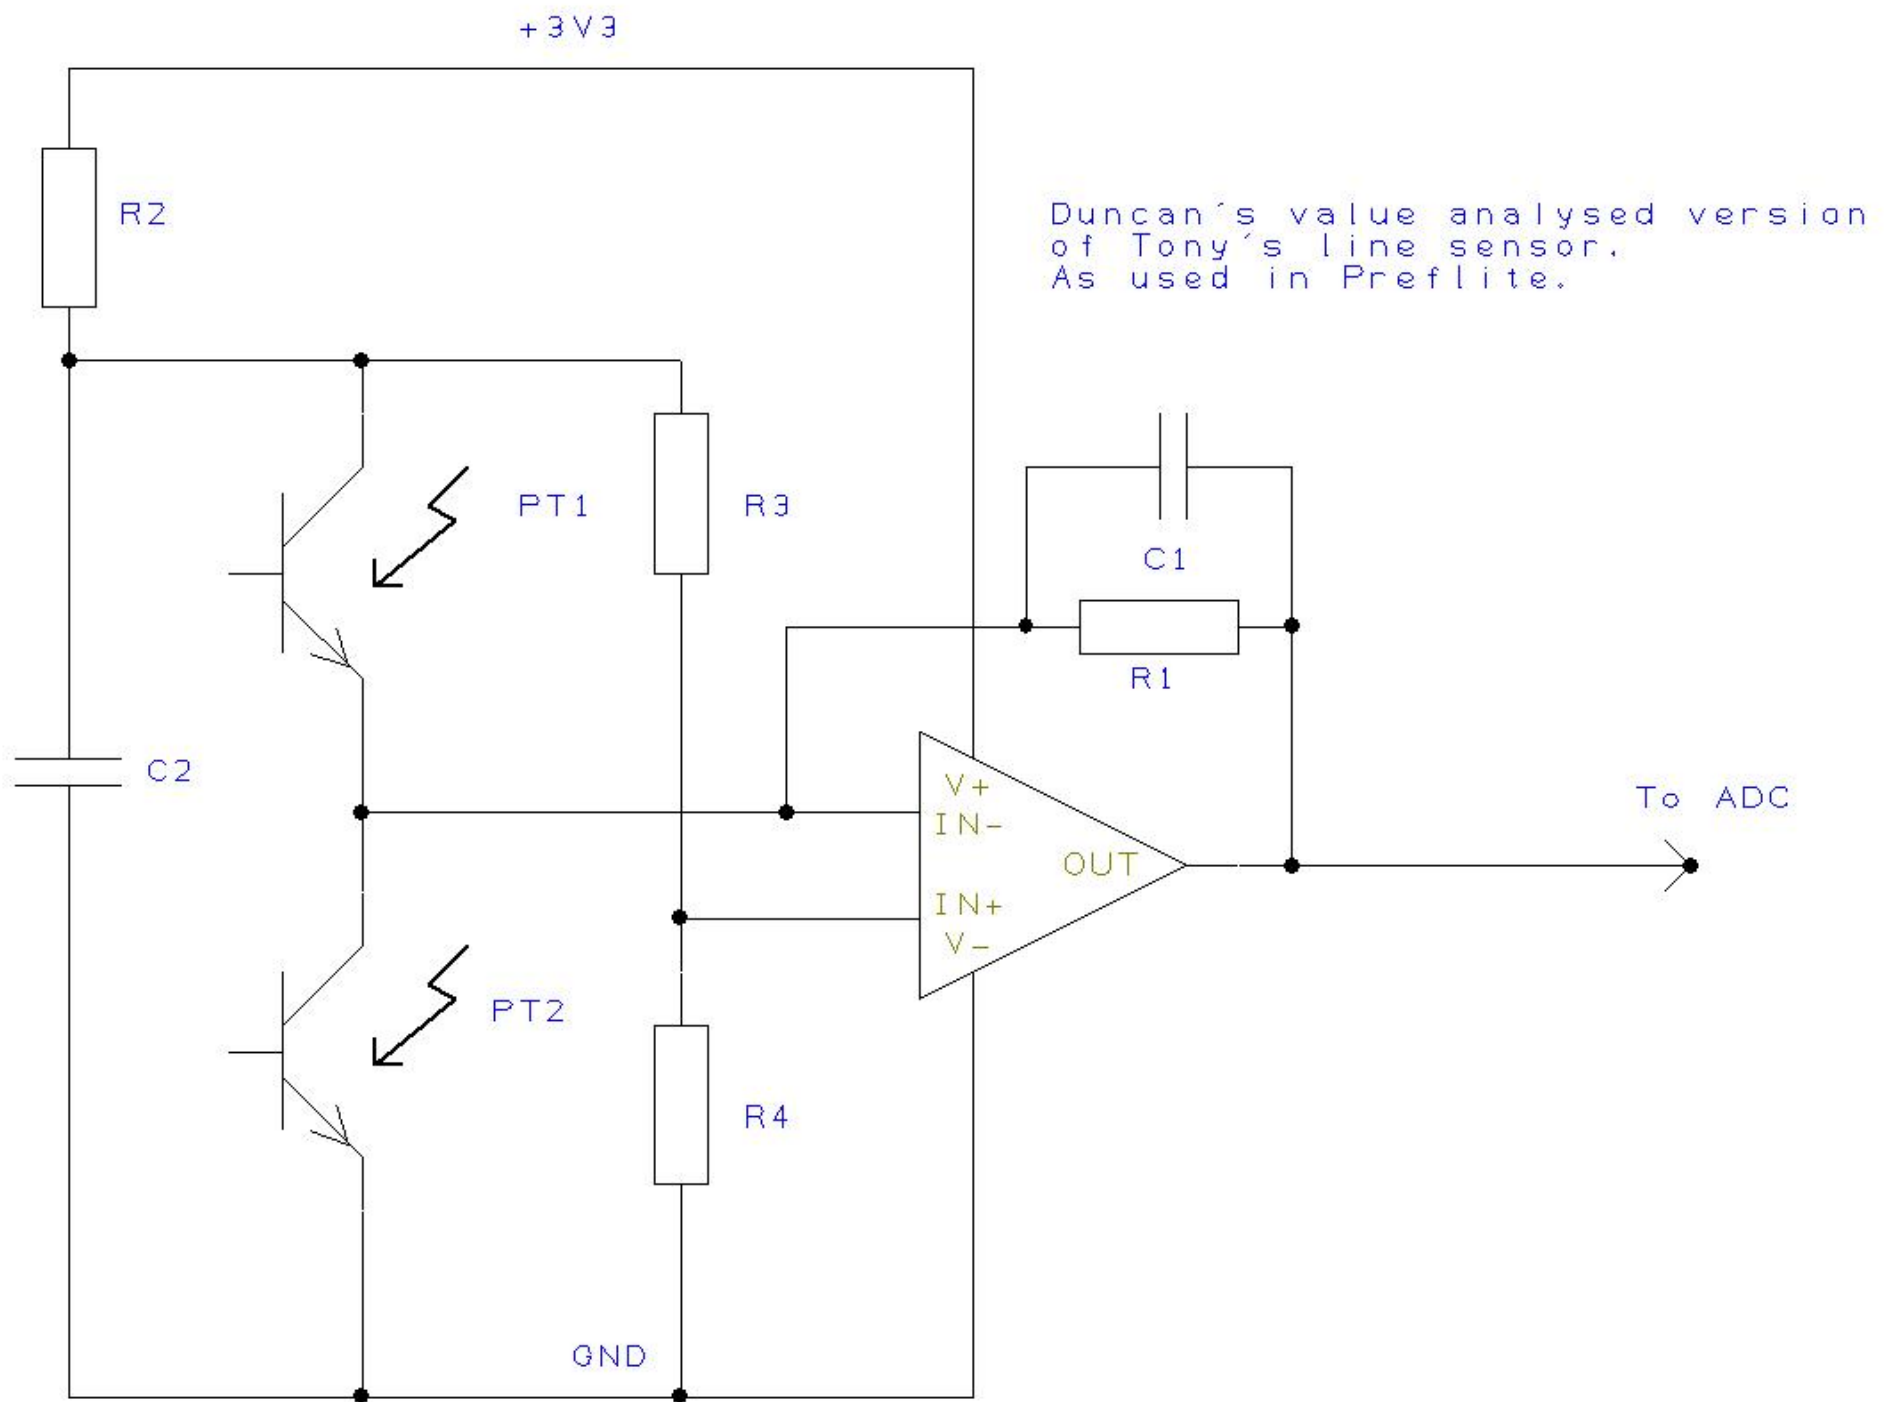 +3V3
R2
Duncan´s value analysed version
of Tony´s line sensor.
As used in Preflite.
PT1
R3
C1
R1
C2
V+
IN-
OUT
IN+
V-
To ADC
PT2
R4
GND